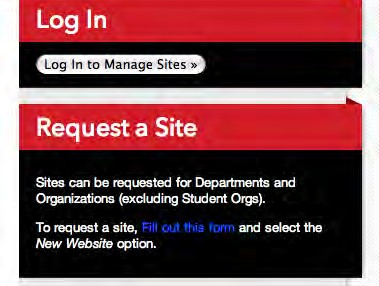 Log In
Log In to Manage Sites »
Request a Site
Sites can be requested for Departments and
Organizations (excluding Student Orgs).
To request a site, Fill out this form and select the
New Website option.